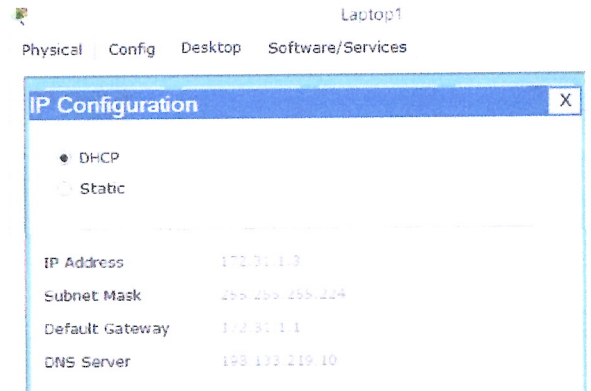 Laptop1
Physical Config Desktop Software/Services
IP Configuration X
DHCP
Static
IP Address 172.31.1.3
Subnet Mask 255.255.255.224
Default Gateway 172.31.1.1
DNS Server 198.133.219.10